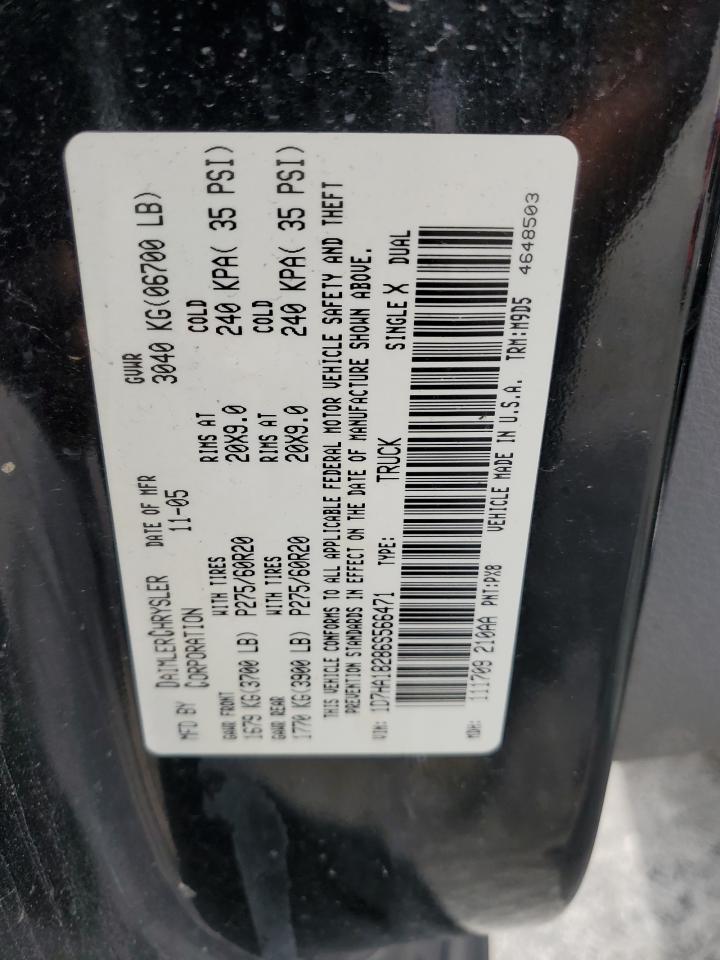 MFD BY DAIMLERCHRYSLER CORPORATION
DATE OF MFR 11-05
GVWR 3040 KG(06700 LB)
GAWR FRONT WITH TIRES RIMS AT COLD
1679 KG(3700 LB) P275/60R20 20X9.0 240 KPA( 35 PSI)
GAWR REAR WITH TIRES RIMS AT COLD
1770 KG(3900 LB) P275/60R20 20X9.0 240 KPA( 35 PSI)
THIS VEHICLE CONFORMS TO ALL APPLICABLE FEDERAL MOTOR VEHICLE SAFETY AND THEFT
PREVENTION STANDARDS IN EFFECT ON THE DATE OF MANUFACTURE SHOWN ABOVE.
VIN: 1D7HA18286S566471 TYPE: TRUCK SINGLE X DUAL
MDH: 111709 210AA PNT:PX8 VEHICLE MADE IN U.S.A. TRM:M9D5
4648503